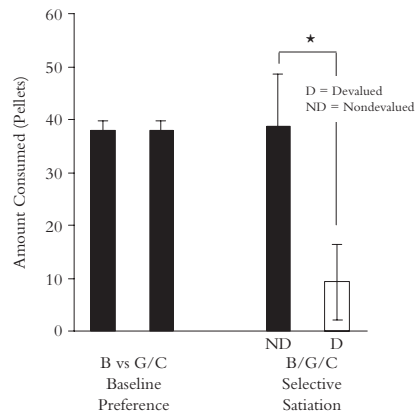 60
50
40
30
20
10
0
Amount Consumed (Pellets)
★
D = Devalued
ND = Nondevalued
ND D
B vs G/C
Baseline
Preference
B/G/C
Selective
Satiation